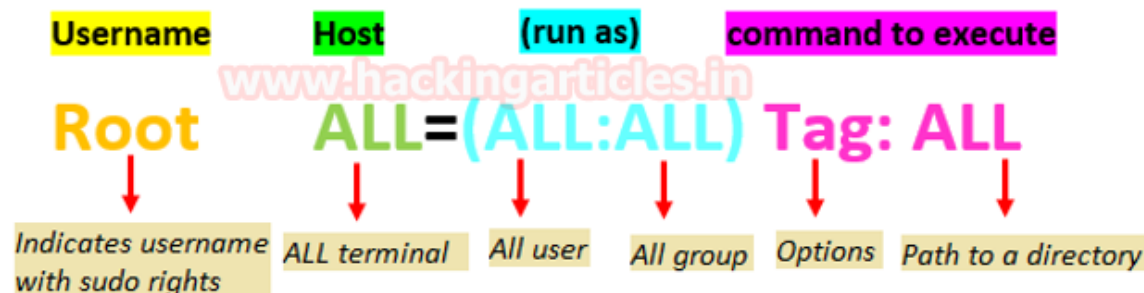 Username Host (run as) command to execute
www.hackingarticles.in
Root ALL=(ALL:ALL) Tag: ALL
Indicates username
with sudo rights
ALL terminal
All user
All group
Options
Path to a directory